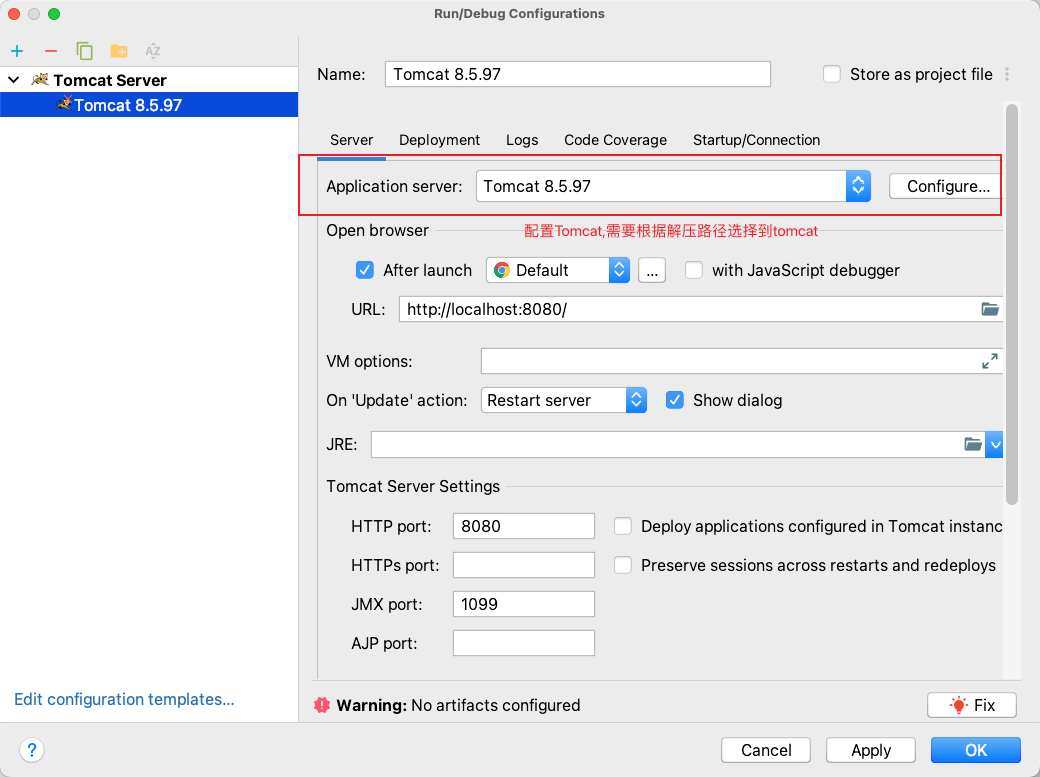 Run/Debug Configurations
Tomcat Server
Tomcat 8.5.97
Name: Tomcat 8.5.97 Store as project file
Server Deployment Logs Code Coverage Startup/Connection
Application server: Tomcat 8.5.97 Configure...
Open browser 配置Tomcat,需要根据解压路径选择到tomcat
After launch Default ... with JavaScript debugger
URL: http://localhost:8080/
VM options:
On 'Update' action: Restart server Show dialog
JRE:
Tomcat Server Settings
HTTP port: 8080 Deploy applications configured in Tomcat instanc
HTTPs port: Preserve sessions across restarts and redeploys
JMX port: 1099
AJP port:
Edit configuration templates...
Warning: No artifacts configured Fix
? Cancel Apply OK